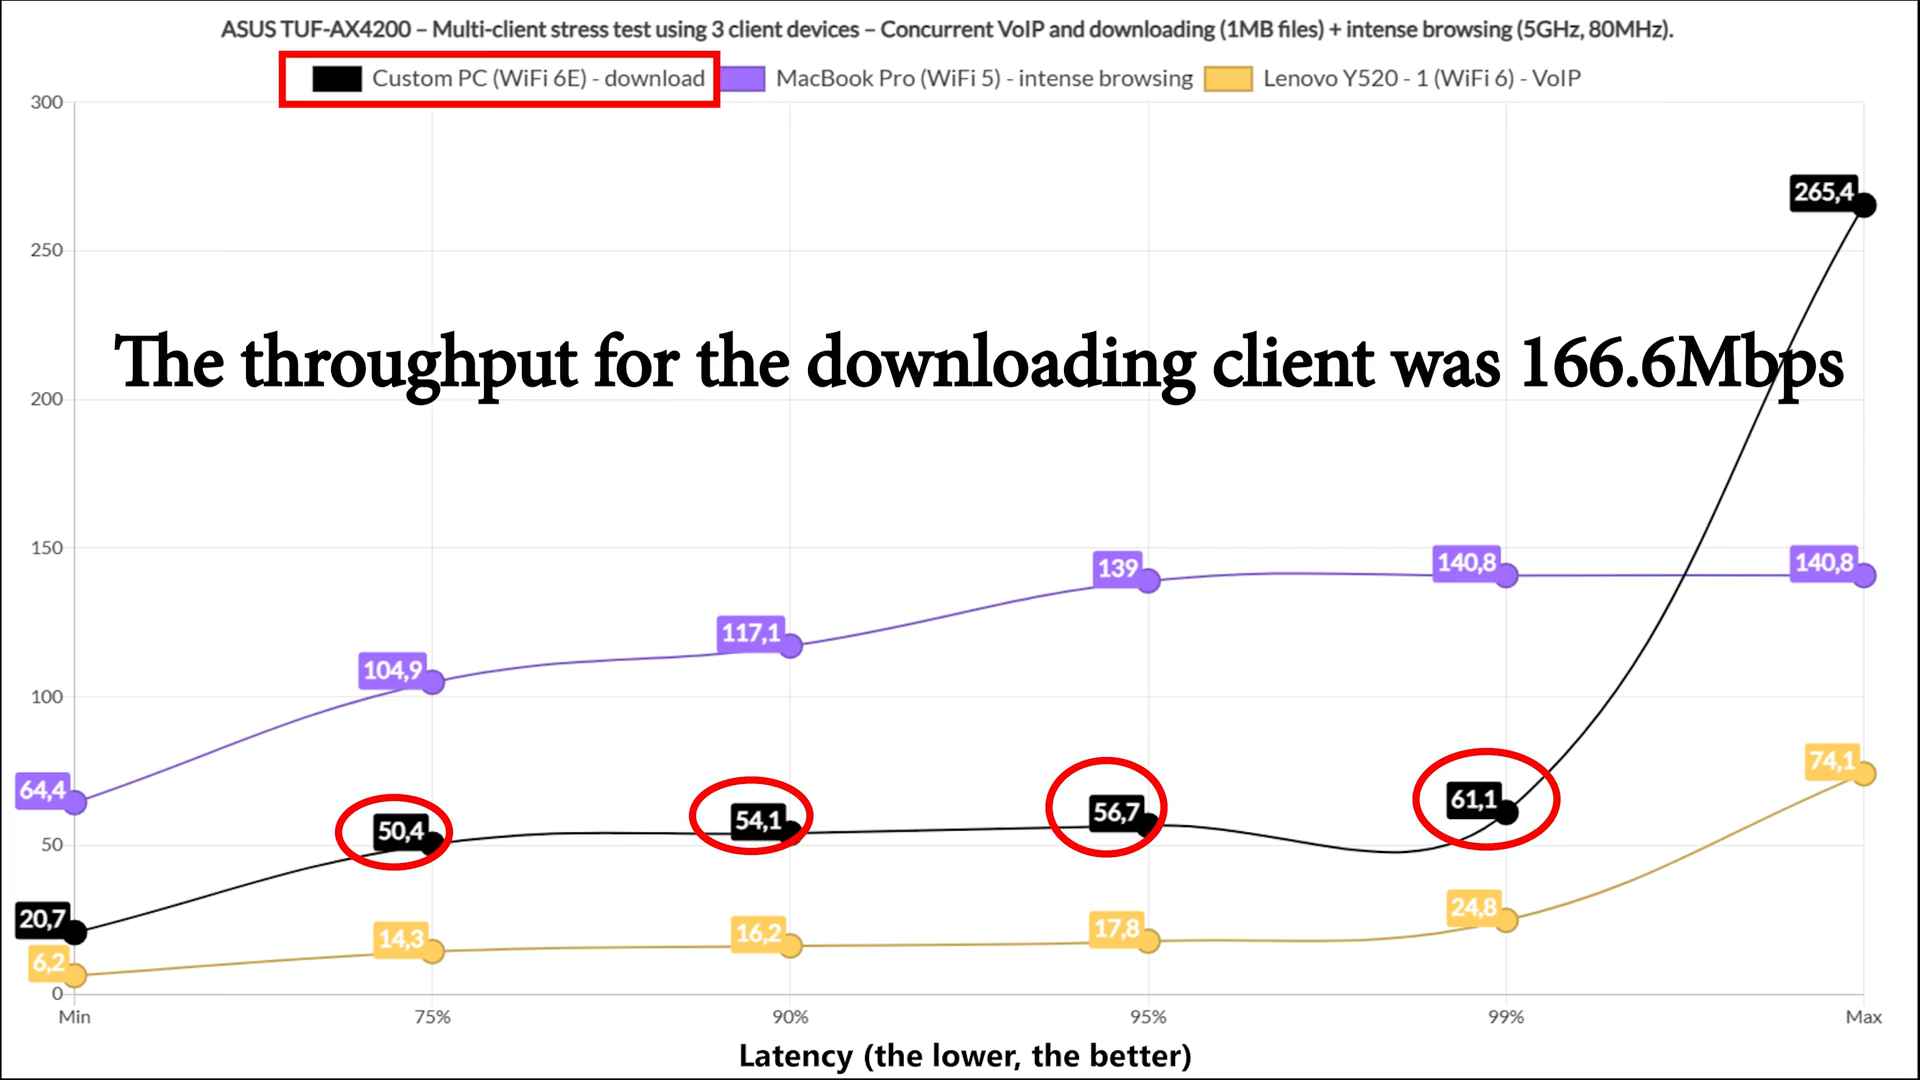 ASUS TUF-AX4200 – Multi-client stress test using 3 client devices – Concurrent VoIP and downloading (1MB files) + intense browsing (5GHz, 80MHz).
Custom PC (WiFi 6E) - download MacBook Pro (WiFi 5) - intense browsing Lenovo Y520 - 1 (WiFi 6) - VoIP
300
265,4
250
The throughput for the downloading client was 166.6Mbps
200
150
139 140,8 140,8
117,1
104,9
100
64,4 74,1
50,4 54,1 56,7 61,1
50
20,7 14,3 16,2 17,8 24,8
6,2
0
Min 75% 90% 95% 99% Max
Latency (the lower, the better)